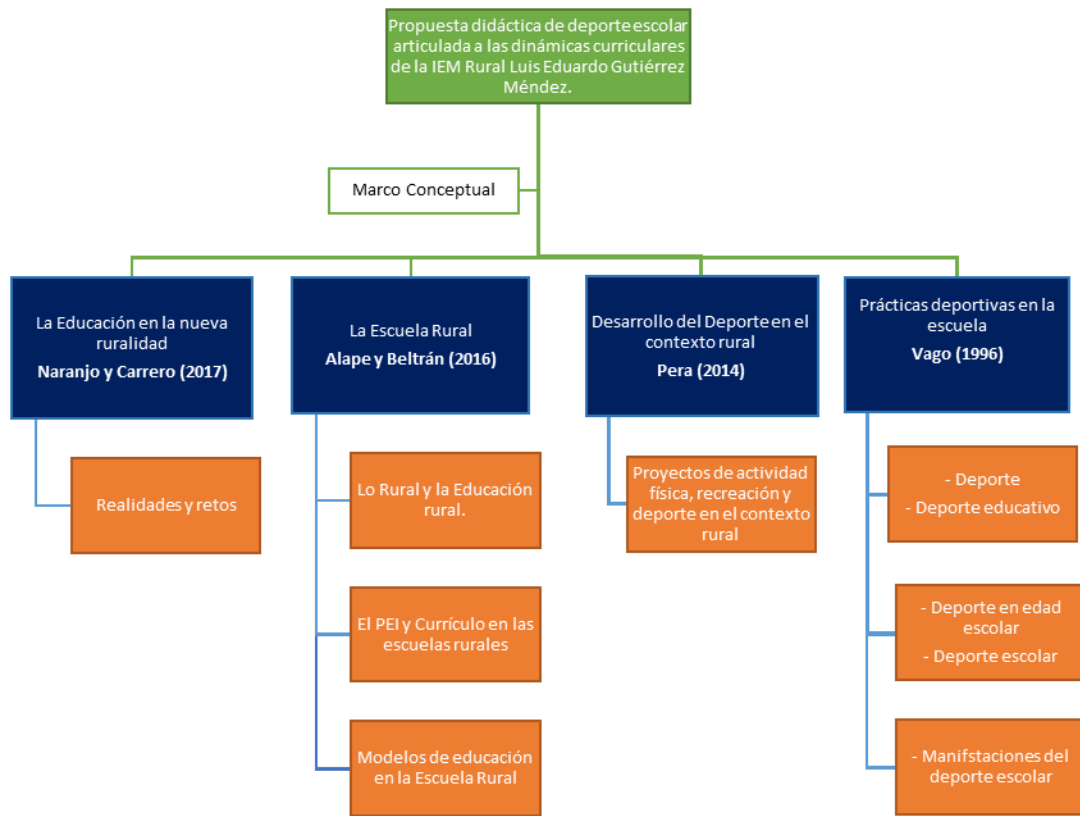 Propuesta didáctica de deporte escolar
articulada a las dinámicas curriculares
de la IEM Rural Luis Eduardo Gutiérrez
Méndez.
Marco Conceptual
La Educación en la nueva
ruralidad
Naranjo y Carrero (2017)
Realidades y retos
La Escuela Rural
Alape y Beltrán (2016)
Lo Rural y la Educación
rural.
El PEI y Currículo en las
escuelas rurales
Modelos de educación
en la Escuela Rural
Desarrollo del Deporte en el
contexto rural
Pera (2014)
Proyectos de actividad
física, recreación y
deporte en el contexto
rural
Prácticas deportivas en la
escuela
Vago (1996)
- Deporte
- Deporte educativo
- Deporte en edad
escolar
- Deporte escolar
- Manifstaciones del
deporte escolar